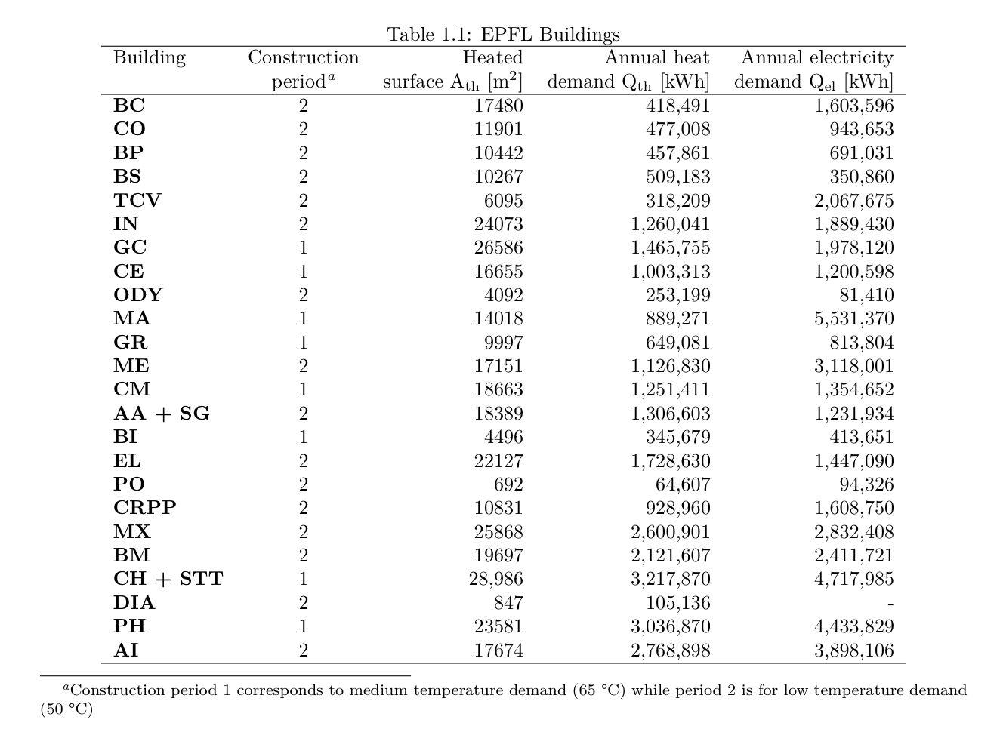 Table 1.1: EPFL Buildings
Building Construction Heated Annual heat Annual electricity
period^a surface A_th [m²] demand Q_th [kWh] demand Q_el [kWh]
BC 2 17480 418,491 1,603,596
CO 2 11901 477,008 943,653
BP 2 10442 457,861 691,031
BS 2 10267 509,183 350,860
TCV 2 6095 318,209 2,067,675
IN 2 24073 1,260,041 1,889,430
GC 1 26586 1,465,755 1,978,120
CE 1 16655 1,003,313 1,200,598
ODY 2 4092 253,199 81,410
MA 1 14018 889,271 5,531,370
GR 1 9997 649,081 813,804
ME 2 17151 1,126,830 3,118,001
CM 1 18663 1,251,411 1,354,652
AA + SG 2 18389 1,306,603 1,231,934
BI 1 4496 345,679 413,651
EL 2 22127 1,728,630 1,447,090
PO 2 692 64,607 94,326
CRPP 2 10831 928,960 1,608,750
MX 2 25868 2,600,901 2,832,408
BM 2 19697 2,121,607 2,411,721
CH + STT 1 28,986 3,217,870 4,717,985
DIA 2 847 105,136 -
PH 1 23581 3,036,870 4,433,829
AI 2 17674 2,768,898 3,898,106
^aConstruction period 1 corresponds to medium temperature demand (65 °C) while period 2 is for low temperature demand
(50 °C)